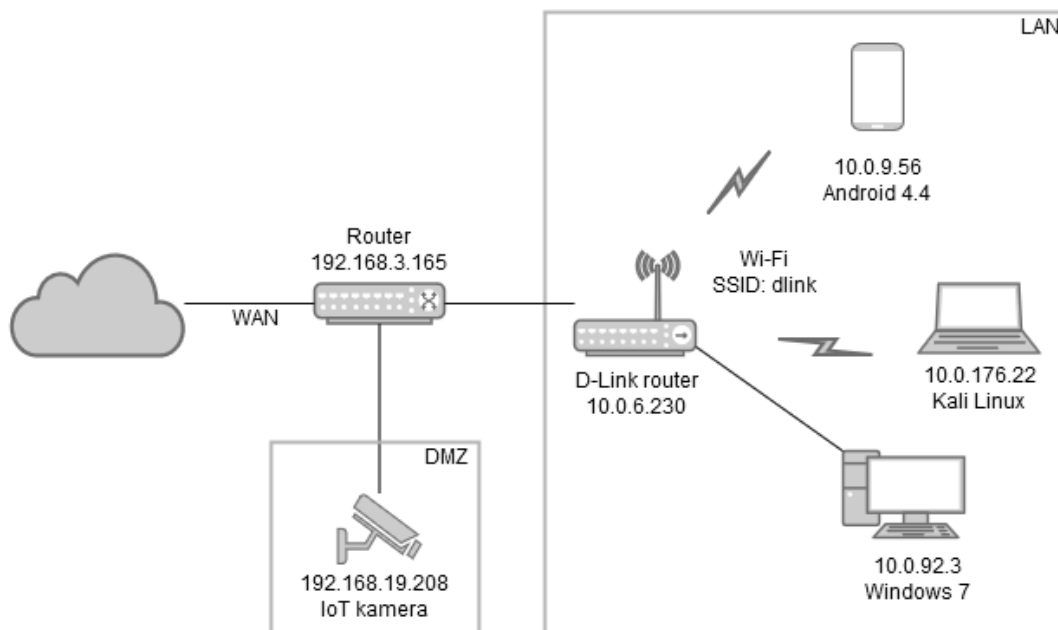 LAN
10.0.9.56
Android 4.4
Router
192.168.3.165
Wi-Fi
SSID: dlink
WAN
D-Link router
10.0.6.230
10.0.176.22
Kali Linux
DMZ
192.168.19.208
IoT kamera
10.0.92.3
Windows 7